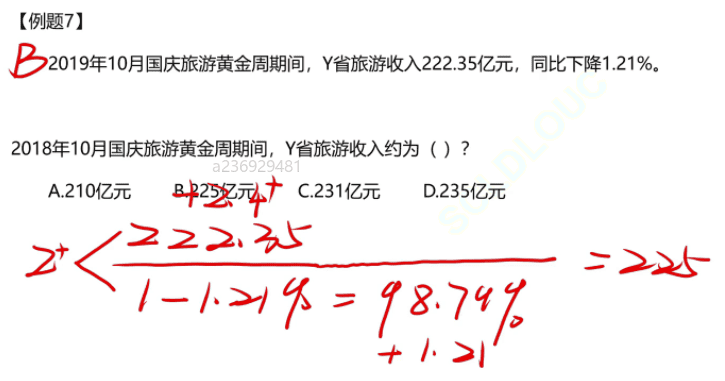 【例题7】
B 2019年10月国庆旅游黄金周期间，Y省旅游收入222.35亿元，同比下降1.21%。
2018年10月国庆旅游黄金周期间，Y省旅游收入约为（ ）？
a236929481
A.210亿元 B.225亿元 C.231亿元 D.235亿元
+2.4+
2+ < 222.35 = 225
1-1.21% = 98.79%
+1.21